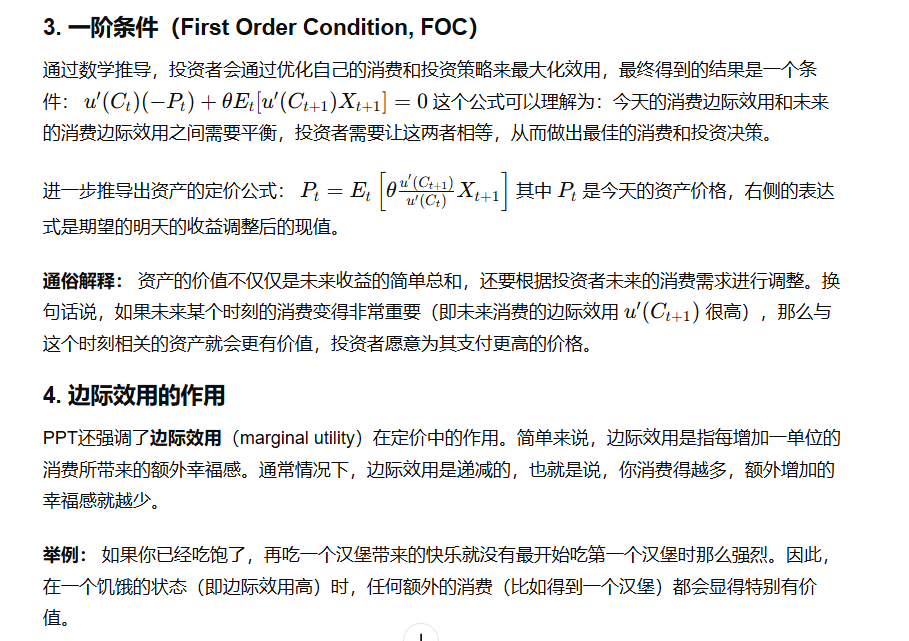 3. 一阶条件（First Order Condition, FOC）
通过数学推导，投资者会通过优化自己的消费和投资策略来最大化效用，最终得到的结果是一个条
件： u′(Cₜ)(−Pₜ) + θEₜ[u′(Cₜ₊₁)Xₜ₊₁] = 0 这个公式可以理解为：今天的消费边际效用和未来
的消费边际效用之间需要平衡，投资者需要让这两者相等，从而做出最佳的消费和投资决策。
进一步推导出资产的定价公式： Pₜ = Eₜ [θ u′(Cₜ₊₁)/u′(Cₜ) Xₜ₊₁] 其中 Pₜ 是今天的资产价格，右侧的表达
式是期望的明天的收益调整后的现值。
通俗解释： 资产的价值不仅仅是未来收益的简单总和，还要根据投资者未来的消费需求进行调整。换
句话说，如果未来某个时刻的消费变得非常重要（即未来消费的边际效用 u′(Cₜ₊₁) 很高），那么与
这个时刻相关的资产就会更有价值，投资者愿意为其支付更高的价格。
4. 边际效用的作用
PPT还强调了边际效用（marginal utility）在定价中的作用。简单来说，边际效用是指每增加一单位的
消费所带来的额外幸福感。通常情况下，边际效用是递减的，也就是说，你消费得越多，额外增加的
幸福感就越少。
举例： 如果你已经吃饱了，再吃一个汉堡带来的快乐就没有最开始吃第一个汉堡时那么强烈。因此，
在一个饥饿的状态（即边际效用高）时，任何额外的消费（比如得到一个汉堡）都会显得特别有价
值。